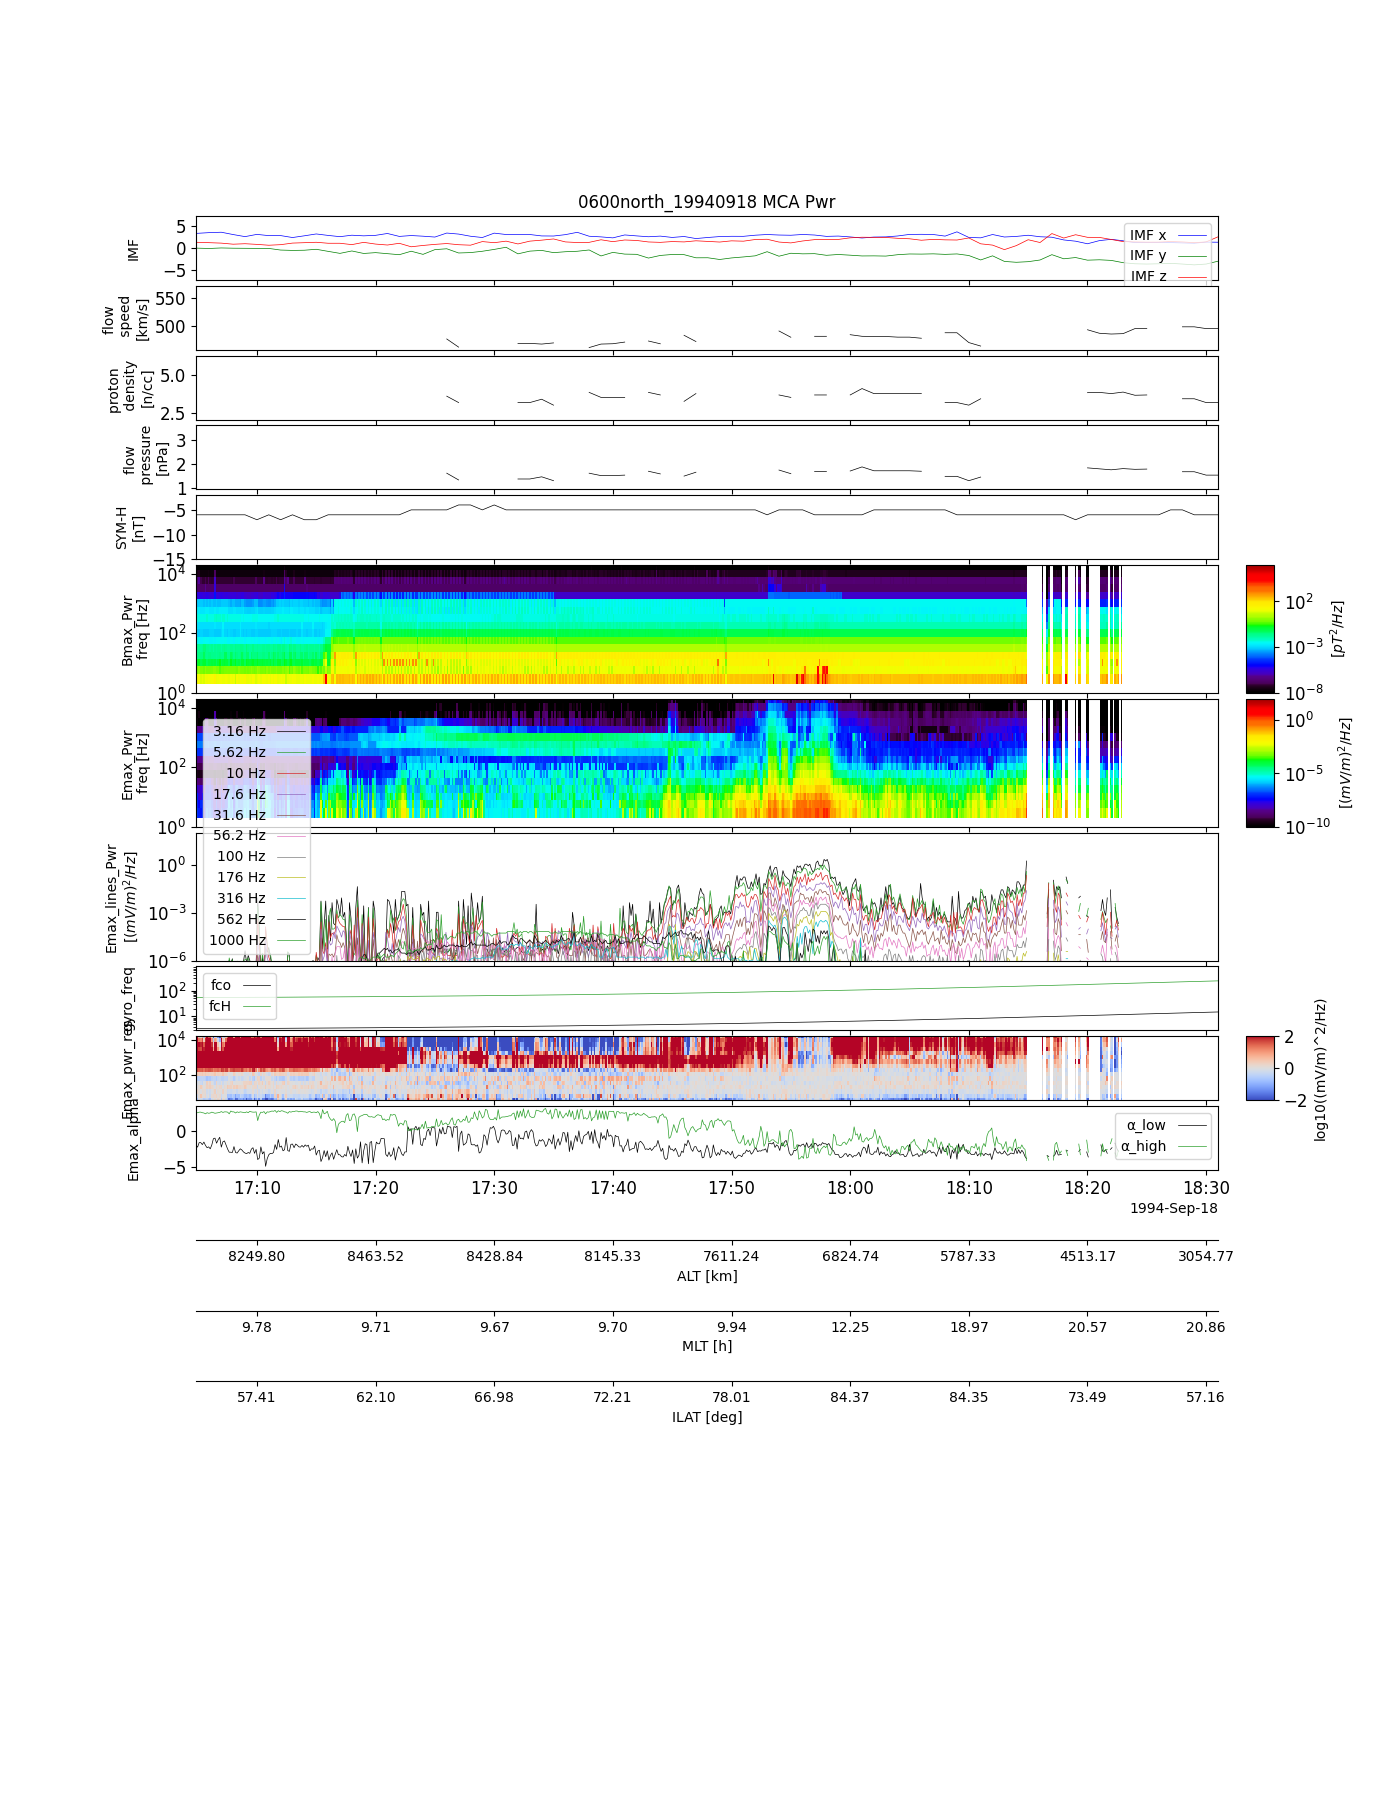 0600north_19940918 MCA Pwr
5
0
−5
IMF
IMF x
IMF y
IMF z
550
500
flow
speed
[km/s]
5.0
2.5
proton
density
[n/cc]
3
2
1
flow
pressure
[nPa]
−5
−10
−15
SYM-H
[nT]
10^4
10^2
10^0
Bmax_Pwr
freq [Hz]
10^2
10^−3
10^−8
[pT^2/Hz]
10^4
10^2
10^0
Emax_Pwr
freq [Hz]
10^0
10^−5
10^−10
[(mV/m)^2/Hz]
3.16 Hz
5.62 Hz
10 Hz
17.6 Hz
31.6 Hz
56.2 Hz
100 Hz
176 Hz
316 Hz
562 Hz
1000 Hz
10^0
10^−3
10^−6
Emax_lines_Pwr
[(mV/m)^2/Hz]
10^2
10^1
gyro_freq
fco
fcH
10^4
10^2
Emax_pwr_reg
2
0
−2
log10((mV/m)^2/Hz)
0
−5
Emax_alpha
α_low
α_high
17:10 17:20 17:30 17:40 17:50 18:00 18:10 18:20 18:30
1994-Sep-18
8249.80 8463.52 8428.84 8145.33 7611.24 6824.74 5787.33 4513.17 3054.77
ALT [km]
9.78 9.71 9.67 9.70 9.94 12.25 18.97 20.57 20.86
MLT [h]
57.41 62.10 66.98 72.21 78.01 84.37 84.35 73.49 57.16
ILAT [deg]